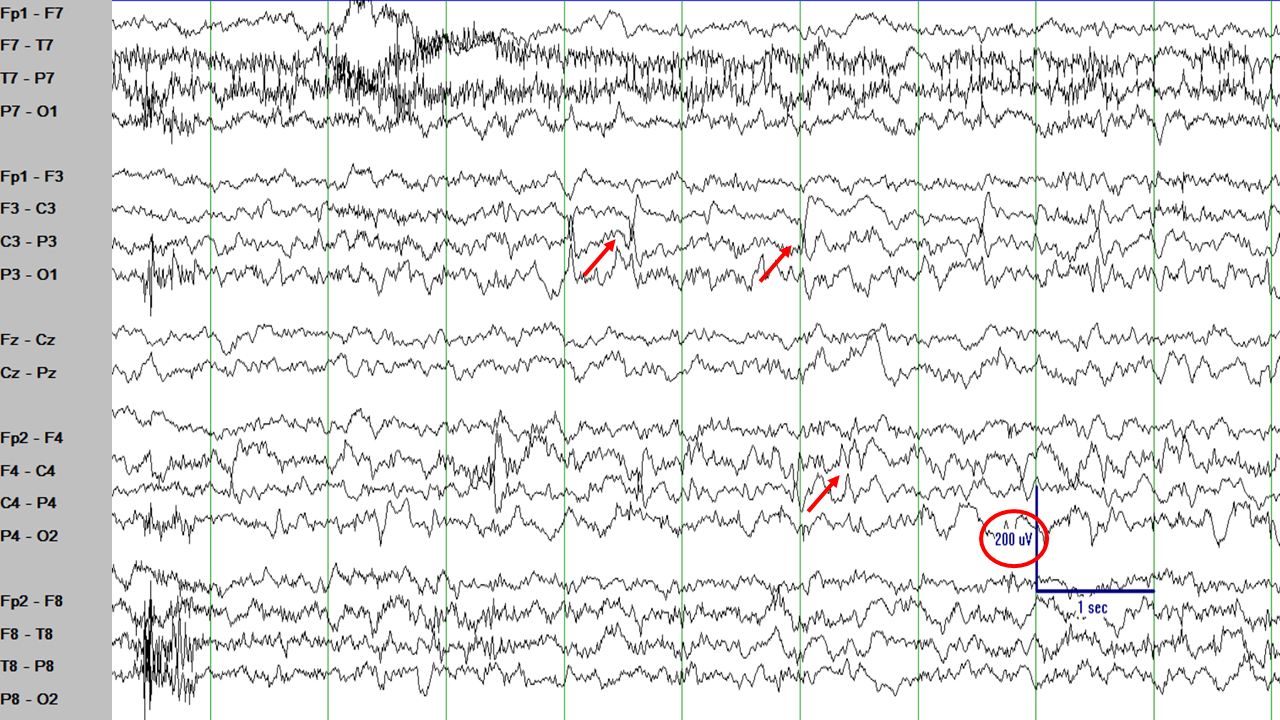 Fp1 - F7
F7 - T7
T7 - P7
P7 - O1
Fp1 - F3
F3 - C3
C3 - P3
P3 - O1
Fz - Cz
Cz - Pz
Fp2 - F4
F4 - C4
C4 - P4
P4 - O2
200 uV
Fp2 - F8
1 sec
F8 - T8
T8 - P8
P8 - O2